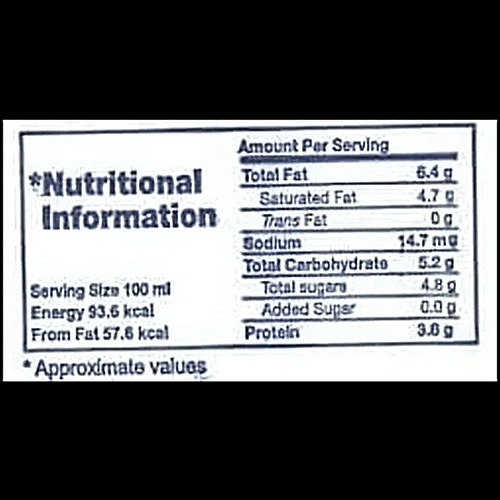 *Nutritional
Information
Serving Size 100 ml
Energy 93.6 kcal
From Fat 57.6 kcal
Amount Per Serving
Total Fat 6.4 g
Saturated Fat 4.7 g
Trans Fat 0 g
Sodium 14.7 mg
Total Carbohydrate 5.2 g
Total sugars 4.8 g
Added Sugar 0.0 g
Protein 3.8 g
* Approximate values